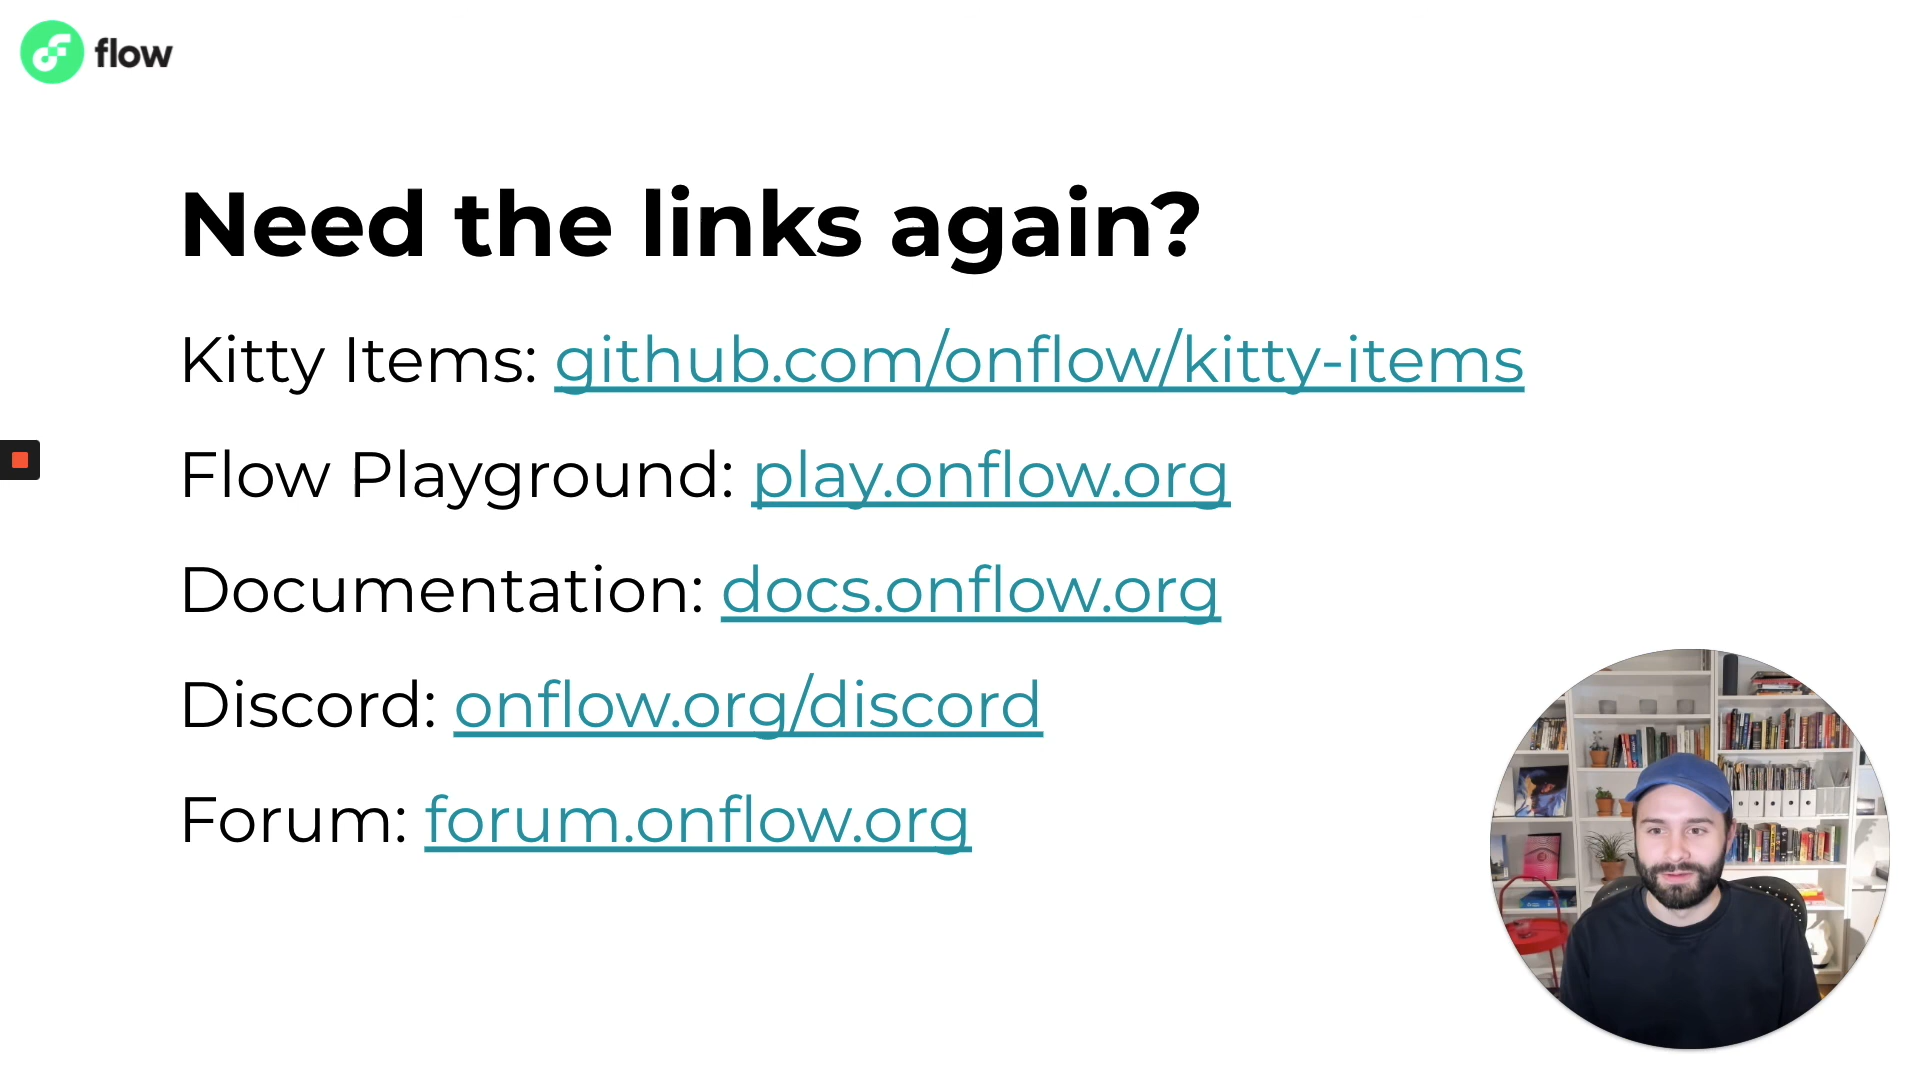 flow
Need the links again?
Kitty Items: github.com/onflow/kitty-items
Flow Playground: play.onflow.org
Documentation: docs.onflow.org
Discord: onflow.org/discord
Forum: forum.onflow.org